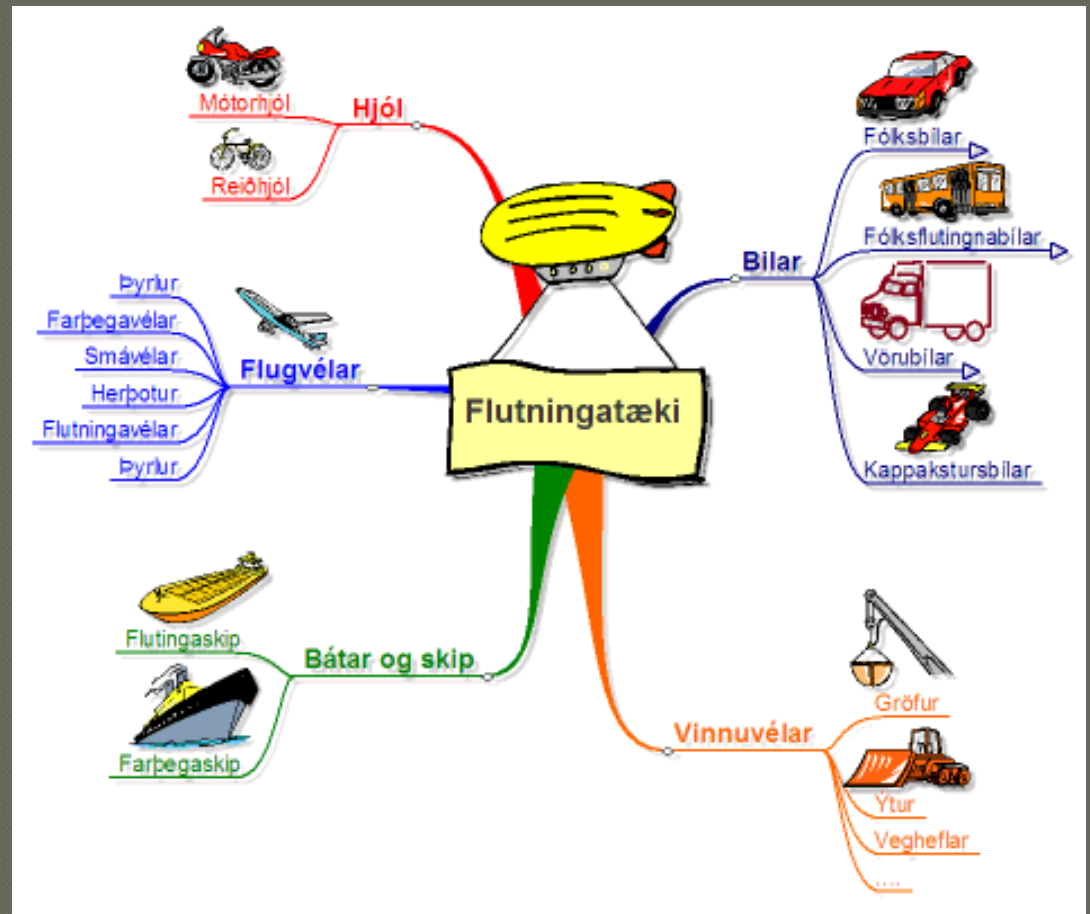 Flutningatæki
Hjól
Mótorhjól
Reiðhjól
Bílar
Fólksbílar
Fólksflutingnabílar
Vörubílar
Kappakstursbílar
Flugvélar
Þyrlur
Farþegavélar
Smávélar
Herþotur
Flutningavélar
Þyrlur
Bátar og skip
Flutingaskip
Farþegaskip
Vinnuvélar
Gröfur
Ýtur
Vegheflar
....